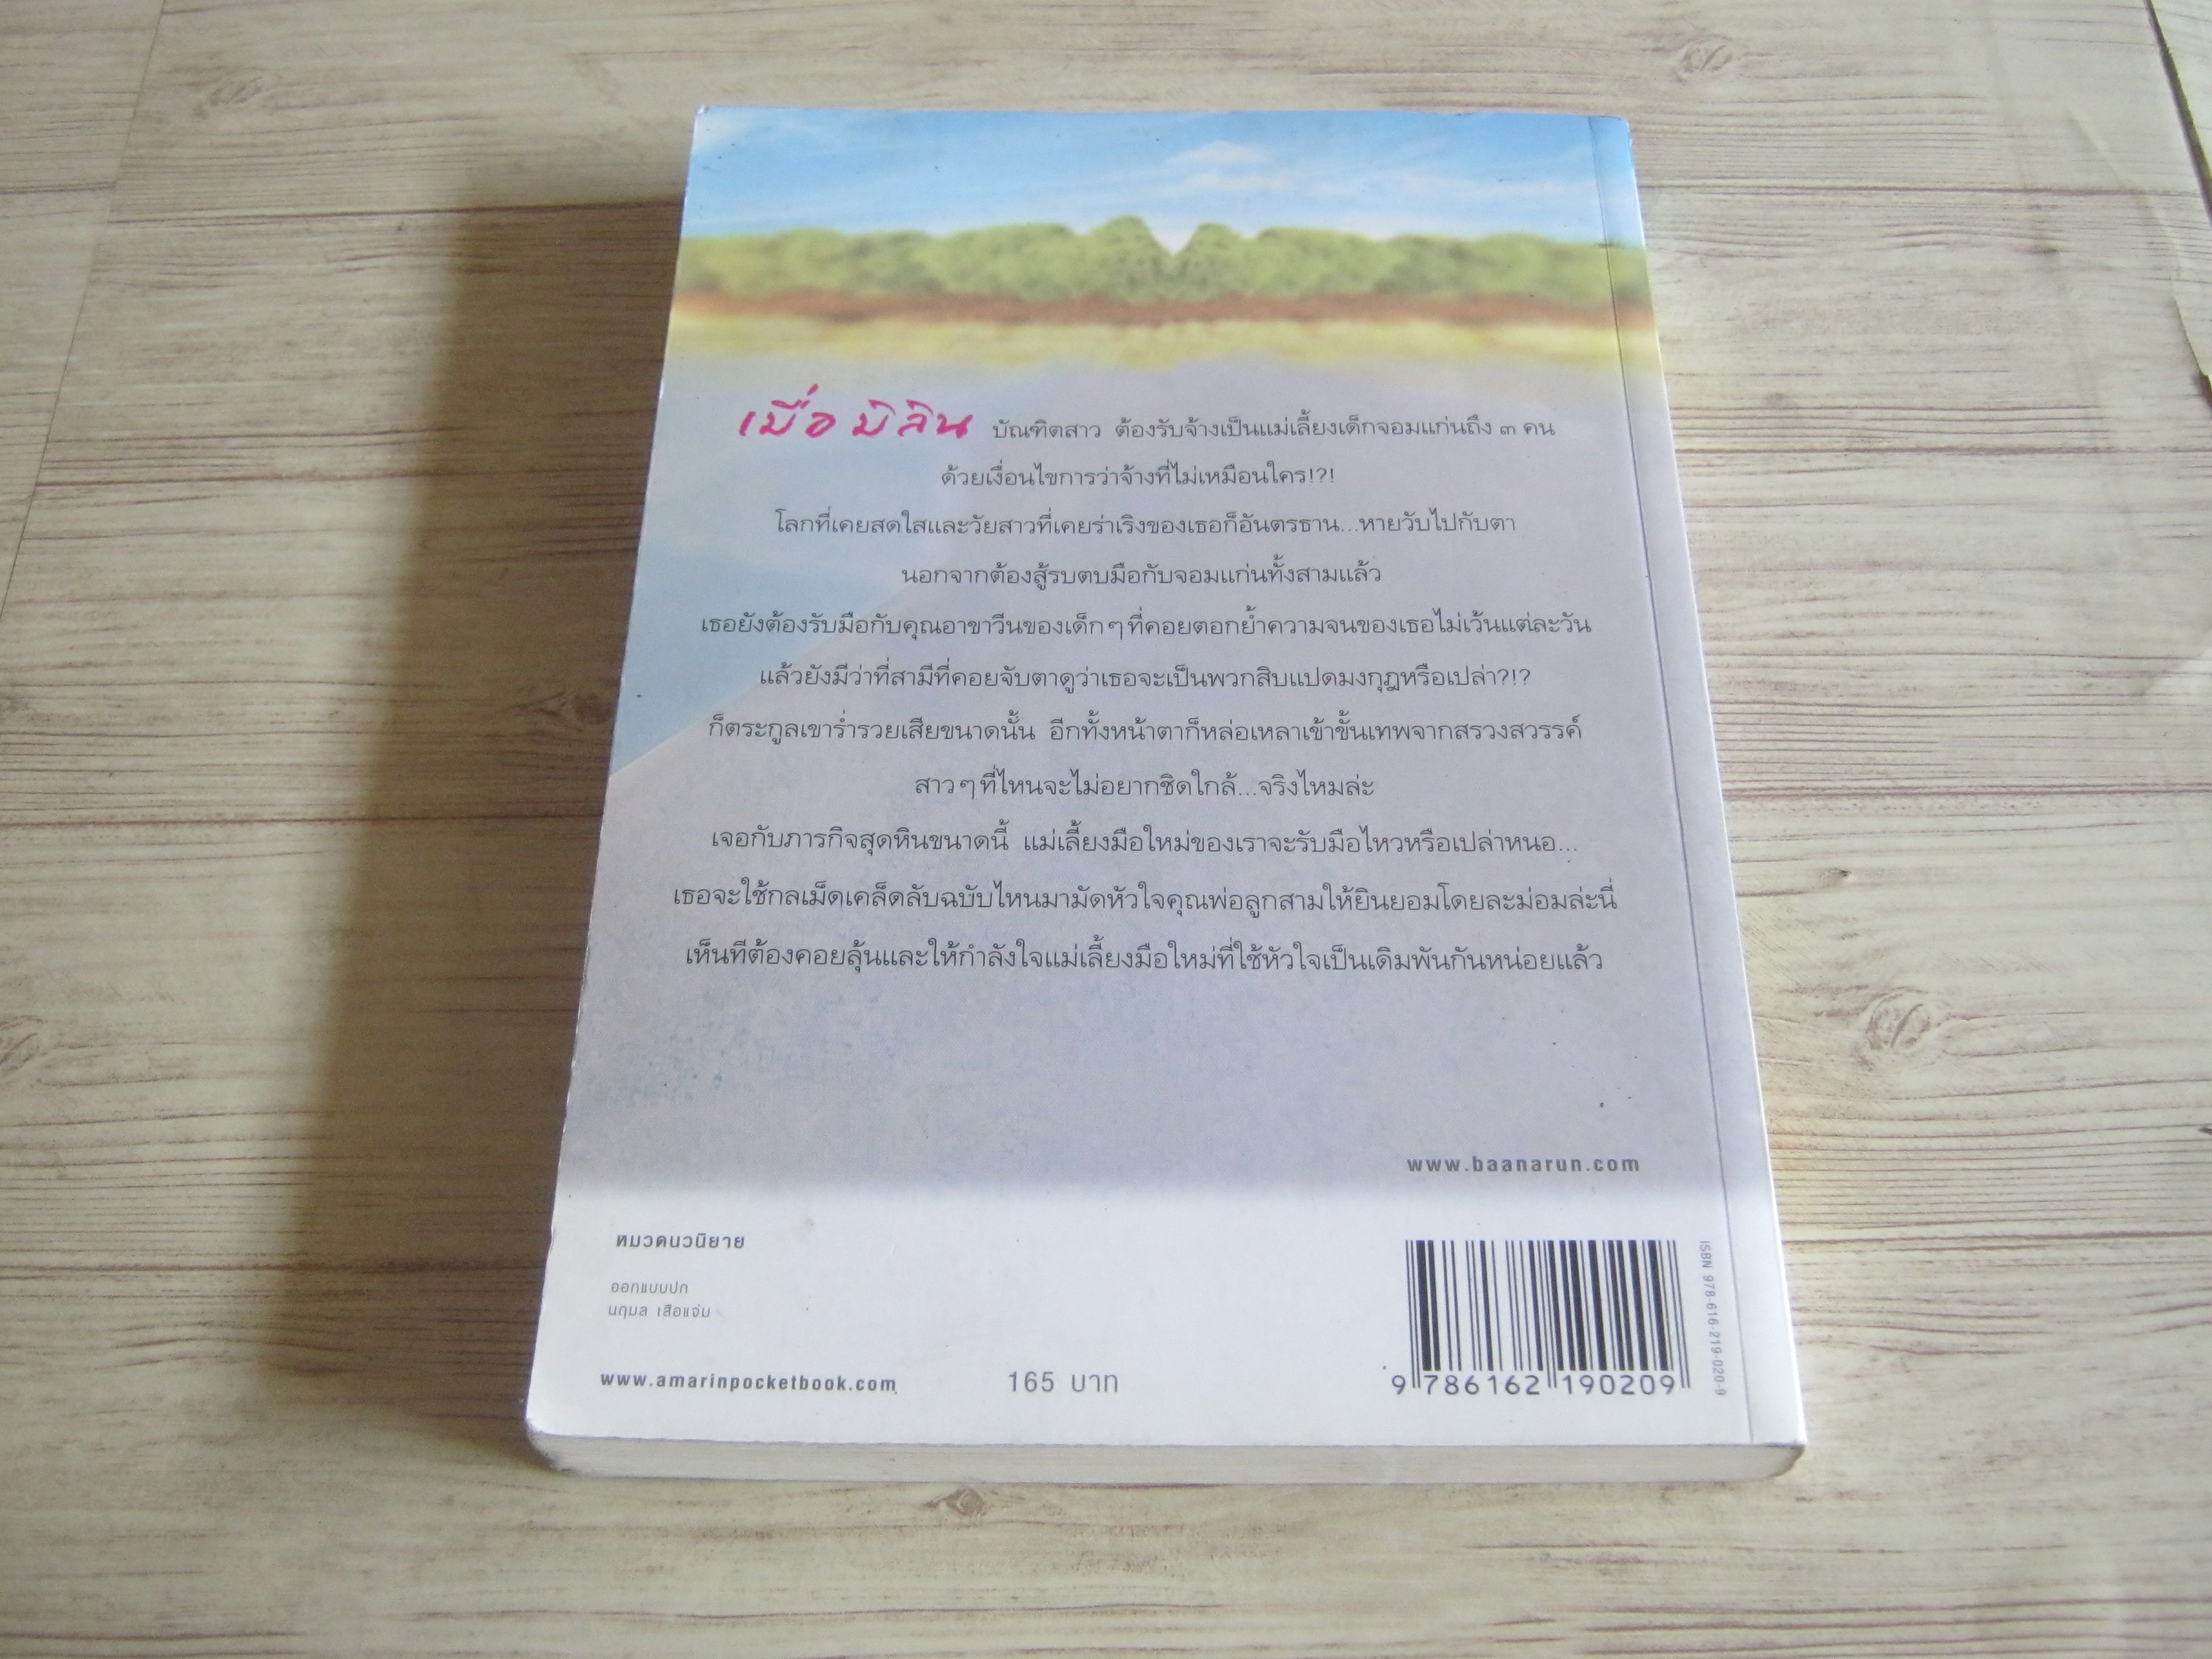 เมื่อ มิลิน บัณฑิตสาว ต้องรับจ้างเป็นแม่เลี้ยงเด็กจอมแก่นถึง ๓ คน
ด้วยเงื่อนไขการว่าจ้างที่ไม่เหมือนใคร!?!
โลกที่เคยสดใสและวัยสาวที่เคยร่าเริงของเธอก็อันตรธาน...หายวับไปกับตา
นอกจากต้องสู้รบตบมือกับจอมแก่นทั้งสามแล้ว
เธอยังต้องรับมือกับคุณอาขาวีนของเด็กๆ ที่คอยตอกย้ำความจนของเธอไม่เว้นแต่ละวัน
แล้วยังมีว่าที่สามีที่คอยจับตาดูว่าเธอจะเป็นพวกสิบแปดมงกุฎหรือเปล่า?!?
ก็ตระกูลเขาร่ำรวยเสียขนาดนั้น อีกทั้งหน้าตาก็หล่อเหลาเข้าขั้นเทพจากสรวงสวรรค์
สาวๆ ที่ไหนจะไม่อยากชิดใกล้...จริงไหมล่ะ
เจอกับภารกิจสุดหินขนาดนี้ แม่เลี้ยงมือใหม่ของเราจะรับมือไหวหรือเปล่าหนอ...
เธอจะใช้กลเม็ดเคล็ดลับฉบับไหนมามัดหัวใจคุณพ่อลูกสามให้ยินยอมโดยละม่อมล่ะนี่
เห็นทีต้องคอยลุ้นและให้กำลังใจแม่เลี้ยงมือใหม่ที่ใช้หัวใจเป็นเดิมพันกันหน่อยแล้ว
www.baanarun.com
หมวดนวนิยาย
ออกแบบปก
นฤมล เสือแจ่ม
www.amarinpocketbook.com
165 บาท
9 786162 190209
ISBN 978-616-219-020-9